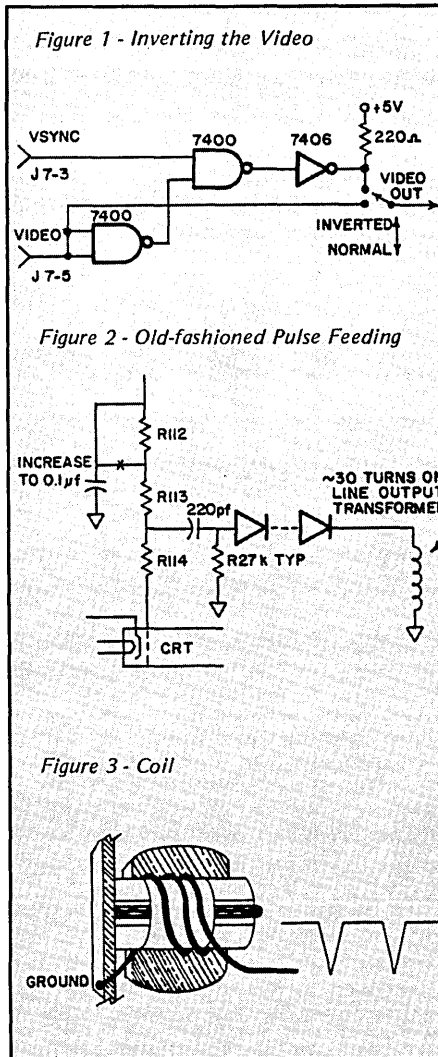 Figure 1 - Inverting the Video
+5V
220Ω
VSYNC
7400
7406
J7-3
VIDEO
OUT
7400
VIDEO
INVERTED
NORMAL
J7-5
Figure 2 - Old-fashioned Pulse Feeding
R112
INCREASE
TO 0.1µf
~30 TURNS ON
LINE OUTPUT
TRANSFORMER
R113
220pf
R114
R27k TYP
CRT
Figure 3 - Coil
GROUND